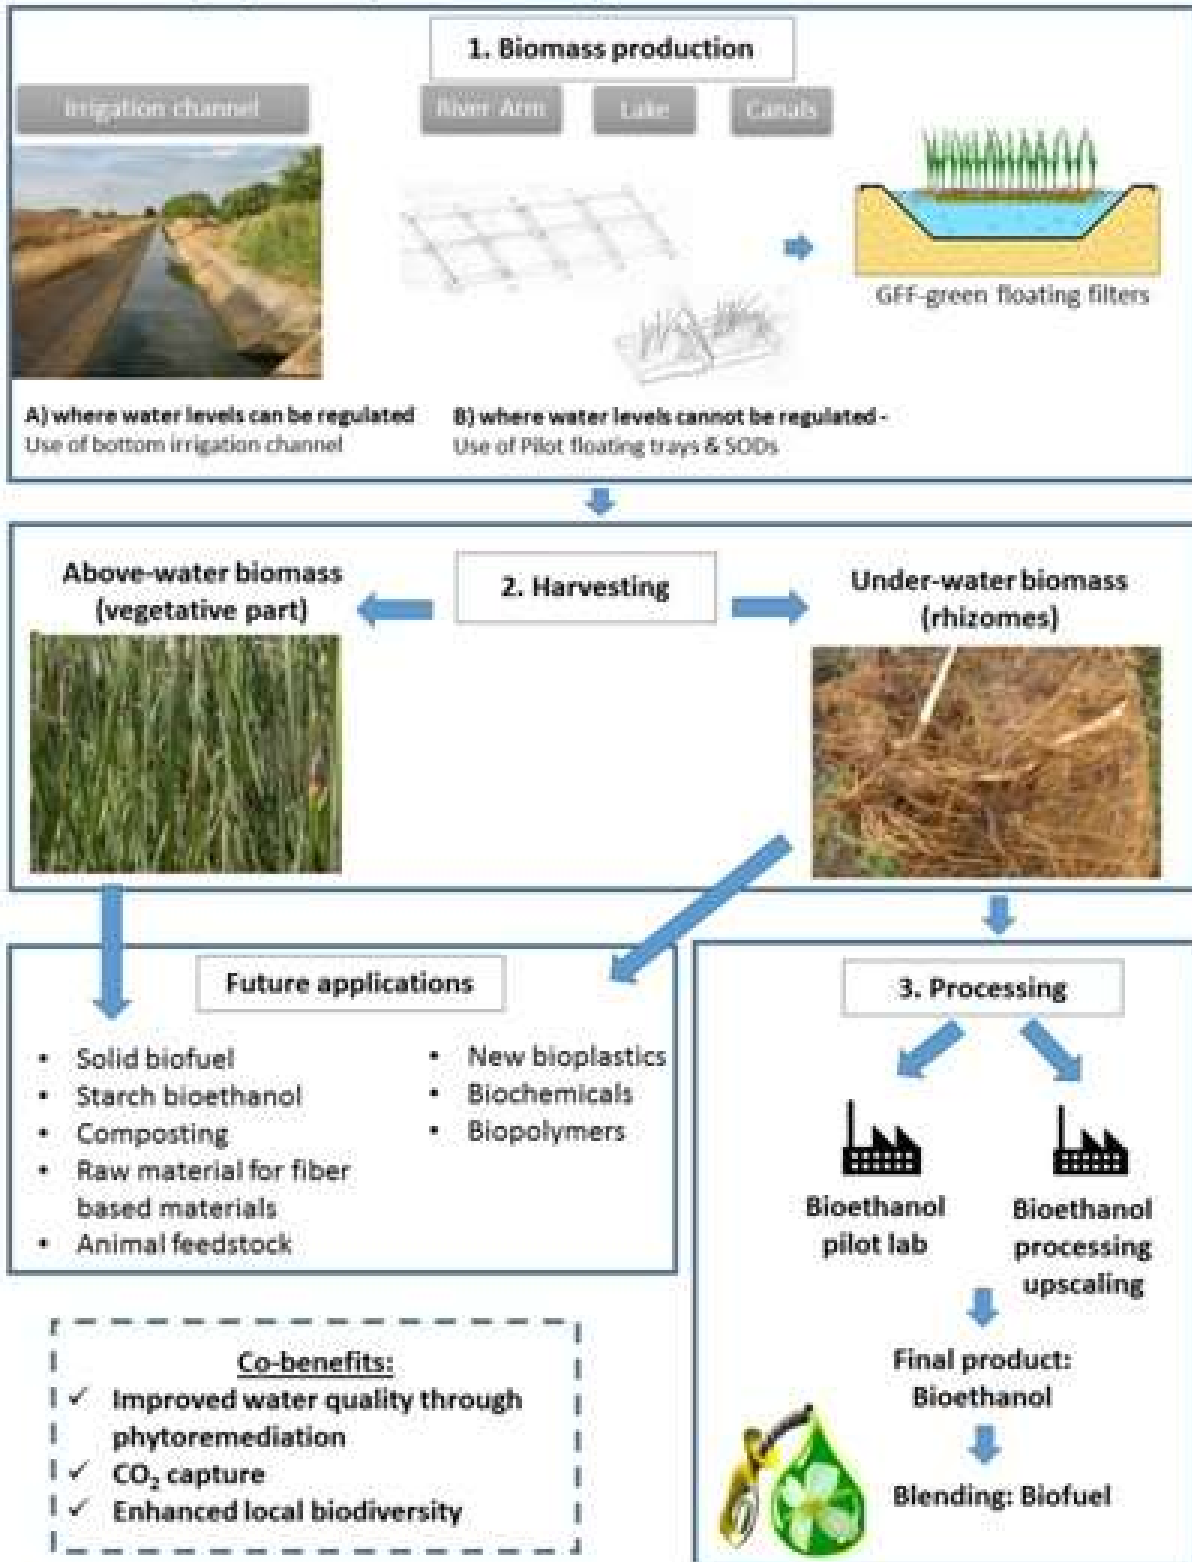 1. Biomass production
Irrigation channel
River Arm
Lake
Canals
GFF-green floating filters
A) where water levels can be regulated
Use of bottom irrigation channel
B) where water levels cannot be regulated -
Use of Pilot floating trays & SODs
2. Harvesting
Above-water biomass
(vegetative part)
Under-water biomass
(rhizomes)
Future applications
• Solid biofuel
• Starch bioethanol
• Composting
• Raw material for fiber
based materials
• Animal feedstock
• New bioplastics
• Biochemicals
• Biopolymers
3. Processing
Bioethanol
pilot lab
Bioethanol
processing
upscaling
Final product:
Bioethanol
Blending: Biofuel
Co-benefits:
✓ Improved water quality through
phytoremediation
✓ CO₂ capture
✓ Enhanced local biodiversity